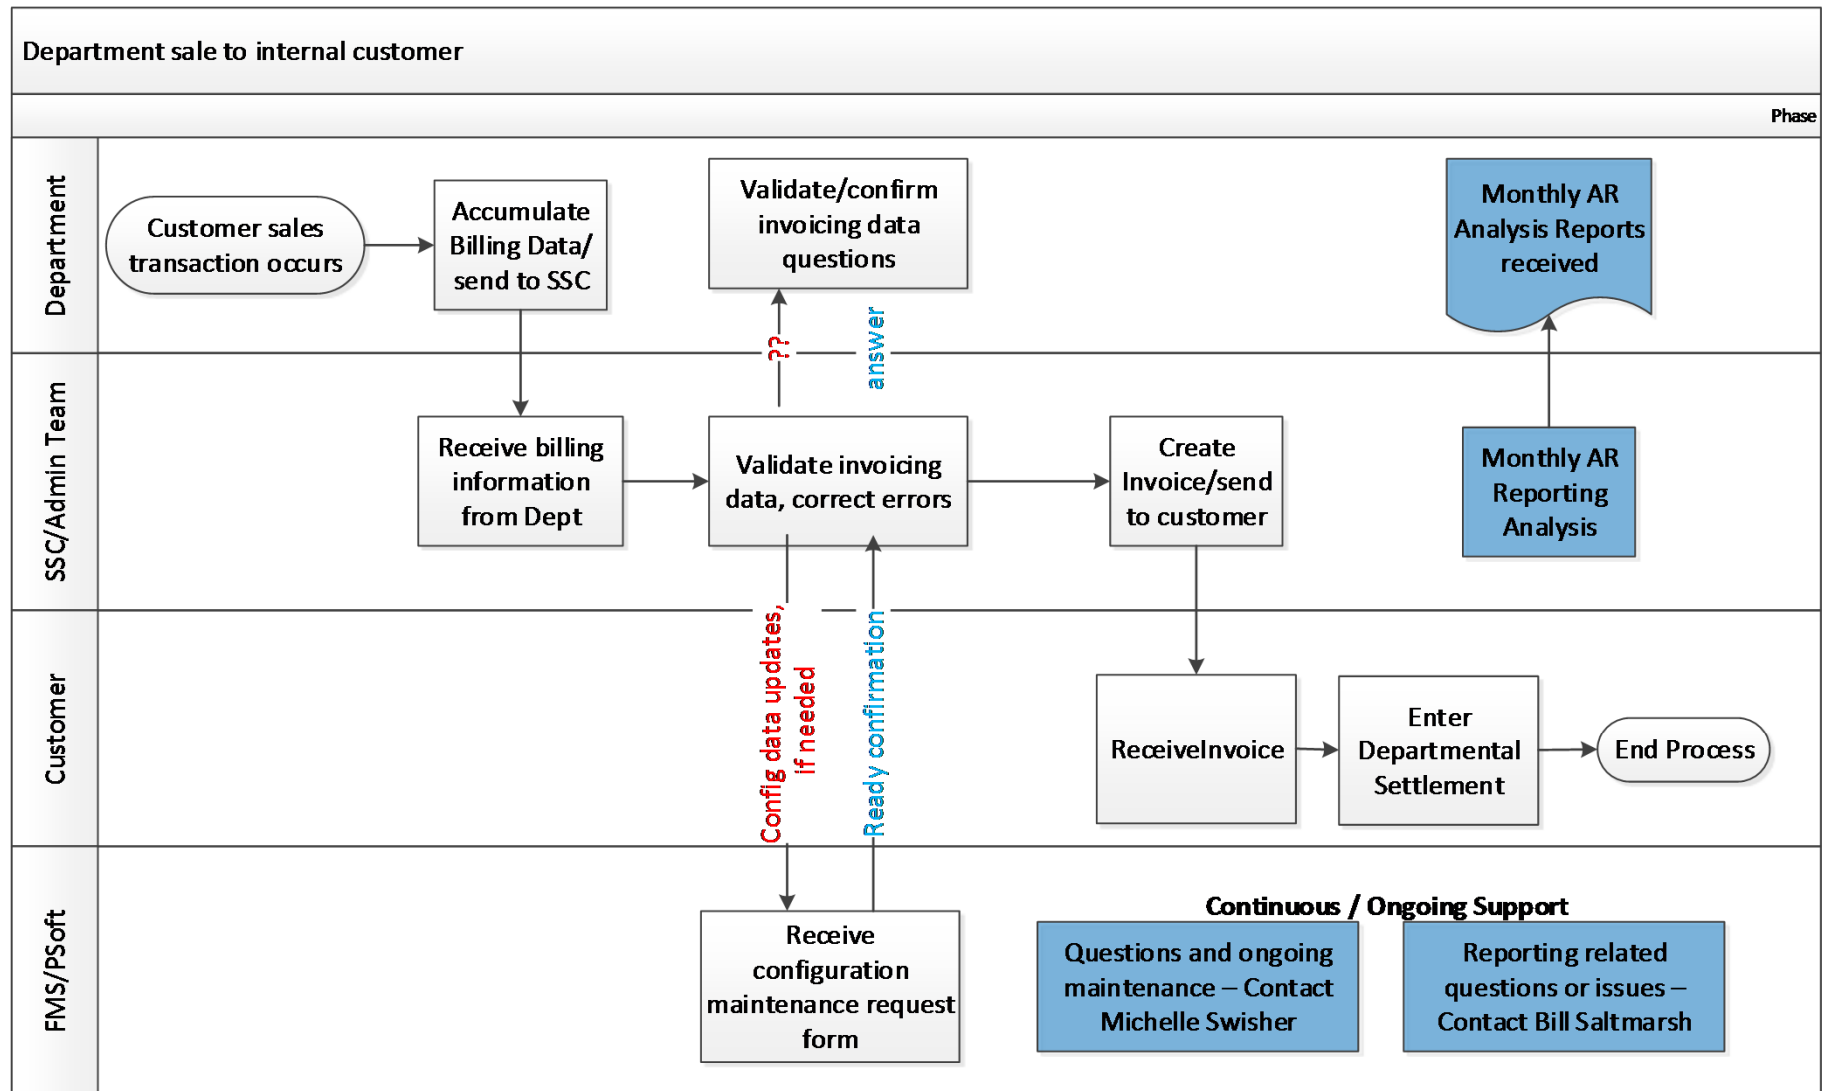 Department sale to internal customer
Phase
Department
Customer sales
transaction occurs
Accumulate
Billing Data/
send to SSC
Validate/confirm
invoicing data
questions
Monthly AR
Analysis Reports
received
??
answer
SSC/Admin Team
Receive billing
information
from Dept
Validate invoicing
data, correct errors
Create
Invoice/send
to customer
Monthly AR
Reporting
Analysis
Config data updates,
if needed
Ready confirmation
Customer
ReceiveInvoice
Enter
Departmental
Settlement
End Process
FMS/PSoft
Receive
configuration
maintenance request
form
Continuous / Ongoing Support
Questions and ongoing
maintenance – Contact
Michelle Swisher
Reporting related
questions or issues –
Contact Bill Saltmarsh